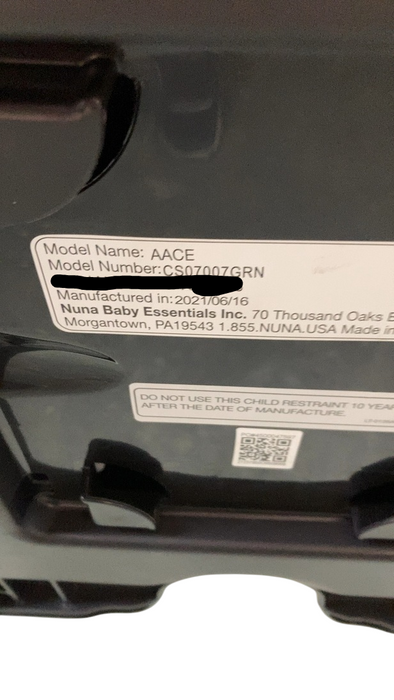 Model Name: AACE
Model Number:CS07007GRN
Manufactured in:2021/06/16
Nuna Baby Essentials Inc. 70 Thousand Oaks B
Morgantown, PA19543 1.855.NUNA.USA Made in
DO NOT USE THIS CHILD RESTRAINT 10 YEA
AFTER THE DATE OF MANUFACTURE.